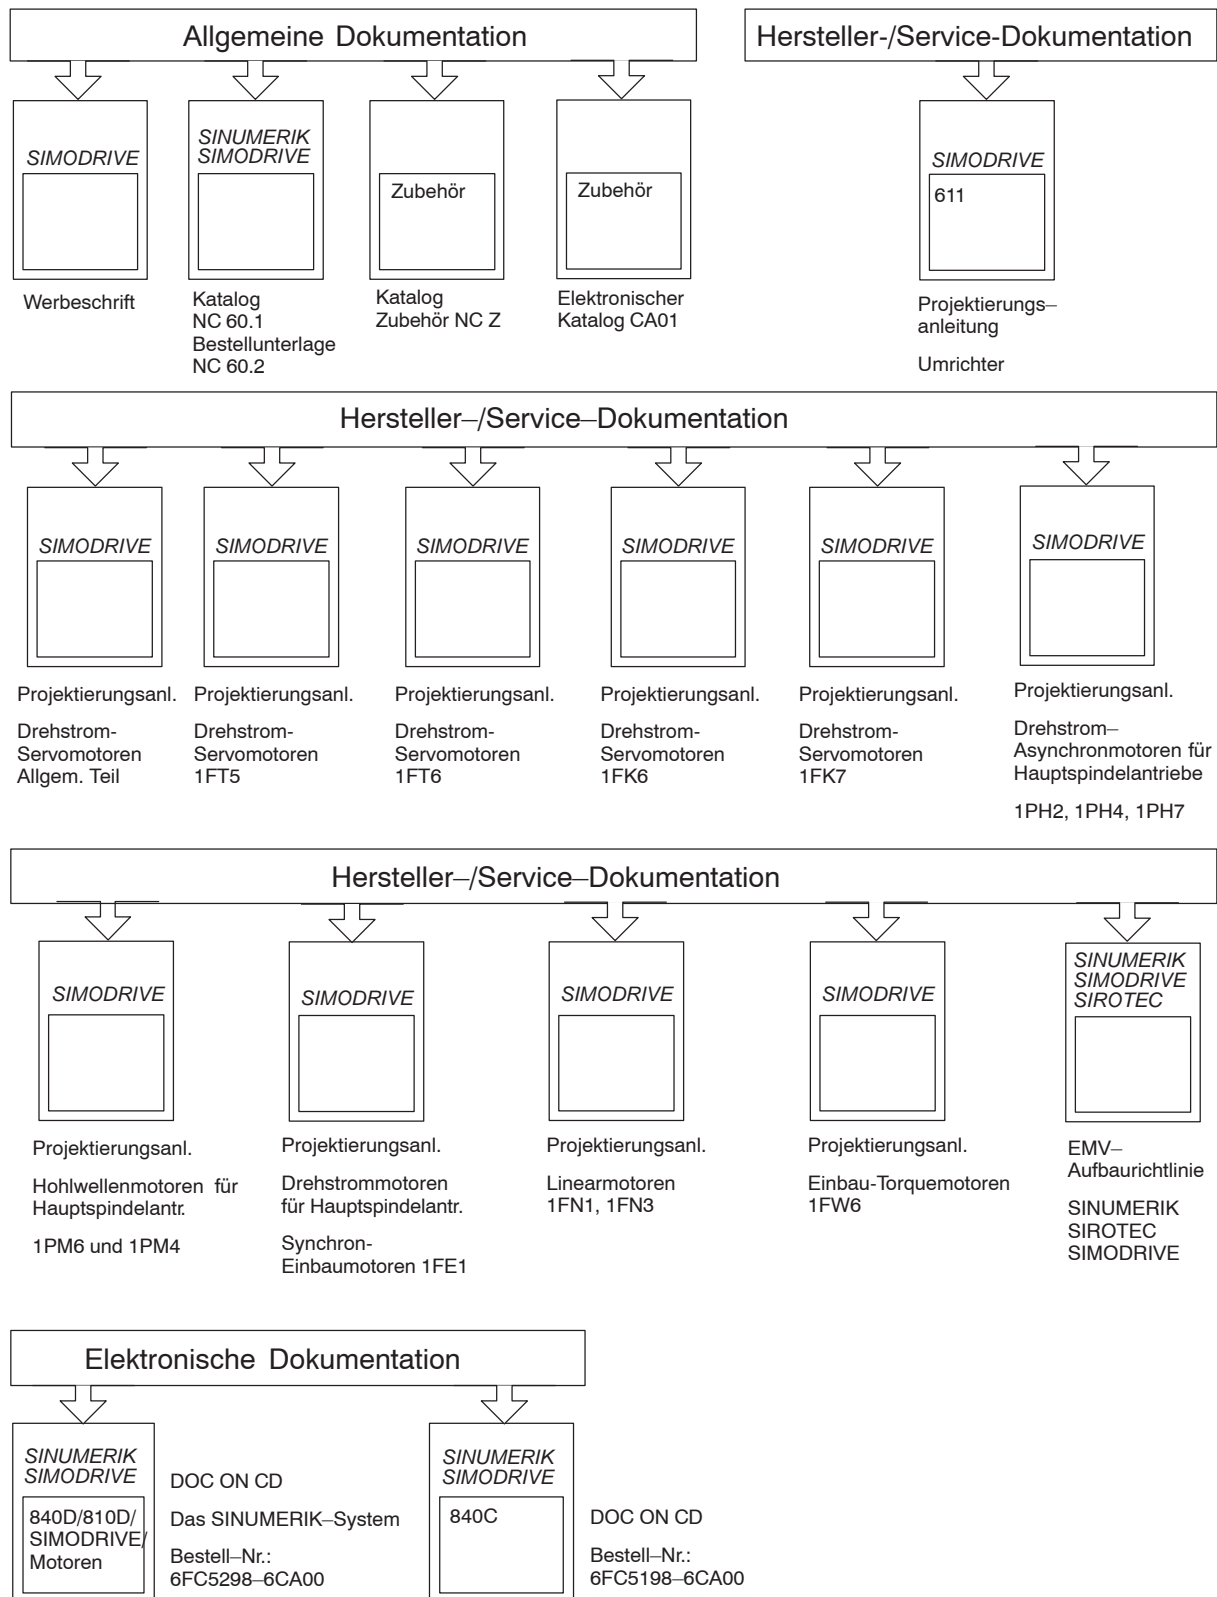 Allgemeine Dokumentation
Hersteller-/Service-Dokumentation
SIMODRIVE
Werbeschrift
SINUMERIK
SIMODRIVE
Katalog
NC 60.1
Bestellunterlage
NC 60.2
Zubehör
Katalog
Zubehör NC Z
Zubehör
Elektronischer
Katalog CA01
SIMODRIVE
611
Projektierungs–
anleitung
Umrichter
Hersteller–/Service–Dokumentation
SIMODRIVE
Projektierungsanl.
Drehstrom-
Servomotoren
Allgem. Teil
SIMODRIVE
Projektierungsanl.
Drehstrom-
Servomotoren
1FT5
SIMODRIVE
Projektierungsanl.
Drehstrom-
Servomotoren
1FT6
SIMODRIVE
Projektierungsanl.
Drehstrom-
Servomotoren
1FK6
SIMODRIVE
Projektierungsanl.
Drehstrom-
Servomotoren
1FK7
SIMODRIVE
Projektierungsanl.
Drehstrom–
Asynchronmotoren für
Hauptspindelantriebe
1PH2, 1PH4, 1PH7
Hersteller–/Service–Dokumentation
SIMODRIVE
Projektierungsanl.
Hohlwellenmotoren für
Hauptspindelantr.
1PM6 und 1PM4
SIMODRIVE
Projektierungsanl.
Drehstrommotoren
für Hauptspindelantr.
Synchron-
Einbaumotoren 1FE1
SIMODRIVE
Projektierungsanl.
Linearmotoren
1FN1, 1FN3
SIMODRIVE
Projektierungsanl.
Einbau-Torquemotoren
1FW6
SINUMERIK
SIMODRIVE
SIROTEC
EMV–
Aufbaurichtlinie
SINUMERIK
SIROTEC
SIMODRIVE
Elektronische Dokumentation
SINUMERIK
SIMODRIVE
840D/810D/
SIMODRIVE/
Motoren
DOC ON CD
Das SINUMERIK–System
Bestell–Nr.:
6FC5298–6CA00
SINUMERIK
SIMODRIVE
840C
DOC ON CD
Bestell–Nr.:
6FC5198–6CA00